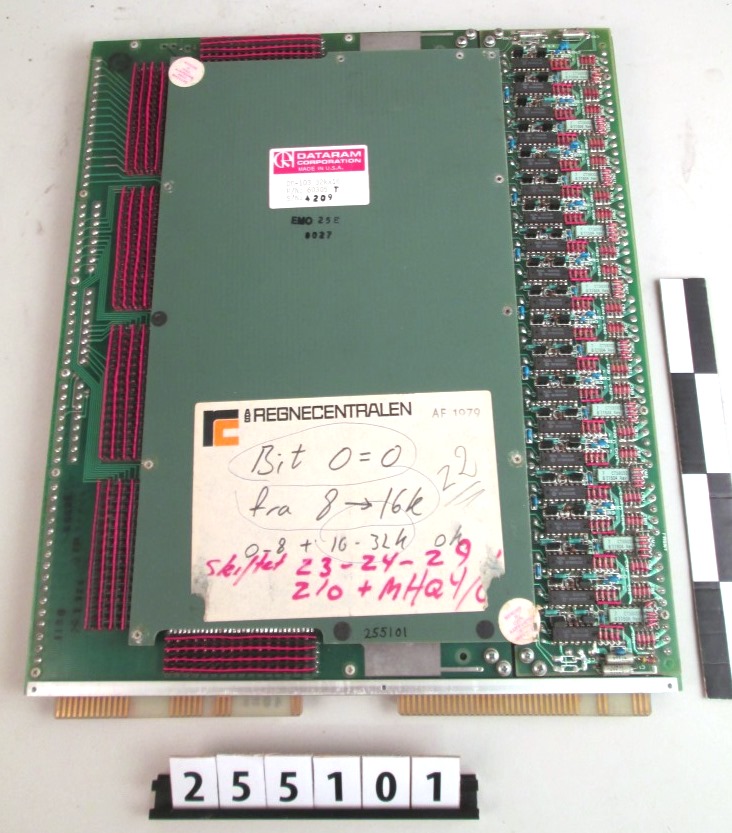 DATARAM
CORPORATION
MADE IN U.S.A.
T
4209
EMO 25E
8027
rc
A/S REGNECENTRALEN AF 1979
Bit 0=0
fra 8→16k
22
0-8 + 16-32k ok
Skiftet 23-24-29
210 + MHQ4/
255101
255101